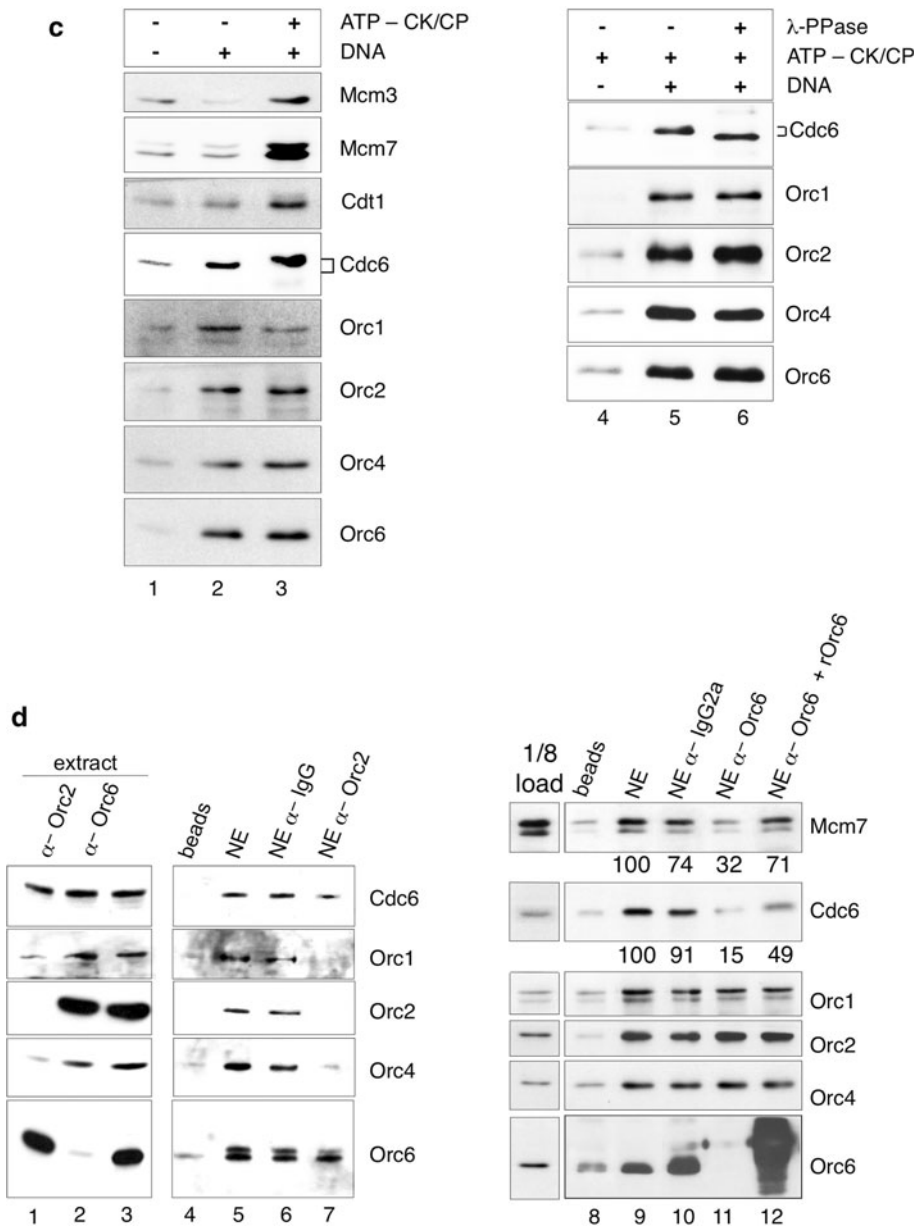 c
- - + ATP – CK/CP
- + + DNA
Mcm3
Mcm7
Cdt1
Cdc6
Orc1
Orc2
Orc4
Orc6
1 2 3
- - + λ-PPase
+ + + ATP – CK/CP
- + + DNA
Cdc6
Orc1
Orc2
Orc4
Orc6
4 5 6
d
extract
α– Orc2
α– Orc6
beads
NE
NE α– IgG
NE α– Orc2
Cdc6
Orc1
Orc2
Orc4
Orc6
1 2 3 4 5 6 7
1/8
load
beads
NE
NE α– IgG2a
NE α– Orc6
NE α– Orc6 + rOrc6
Mcm7
100 74 32 71
Cdc6
100 91 15 49
Orc1
Orc2
Orc4
Orc6
8 9 10 11 12